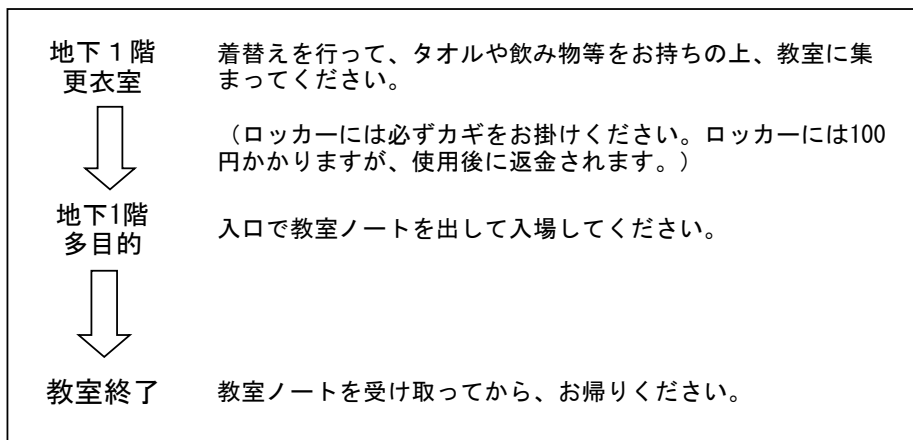 地下１階
更衣室
着替えを行って、タオルや飲み物等をお持ちの上、教室に集
まってください。
（ロッカーには必ずカギをお掛けください。ロッカーには100
円かかりますが、使用後に返金されます。）
地下1階
多目的
入口で教室ノートを出して入場してください。
教室終了
教室ノートを受け取ってから、お帰りください。